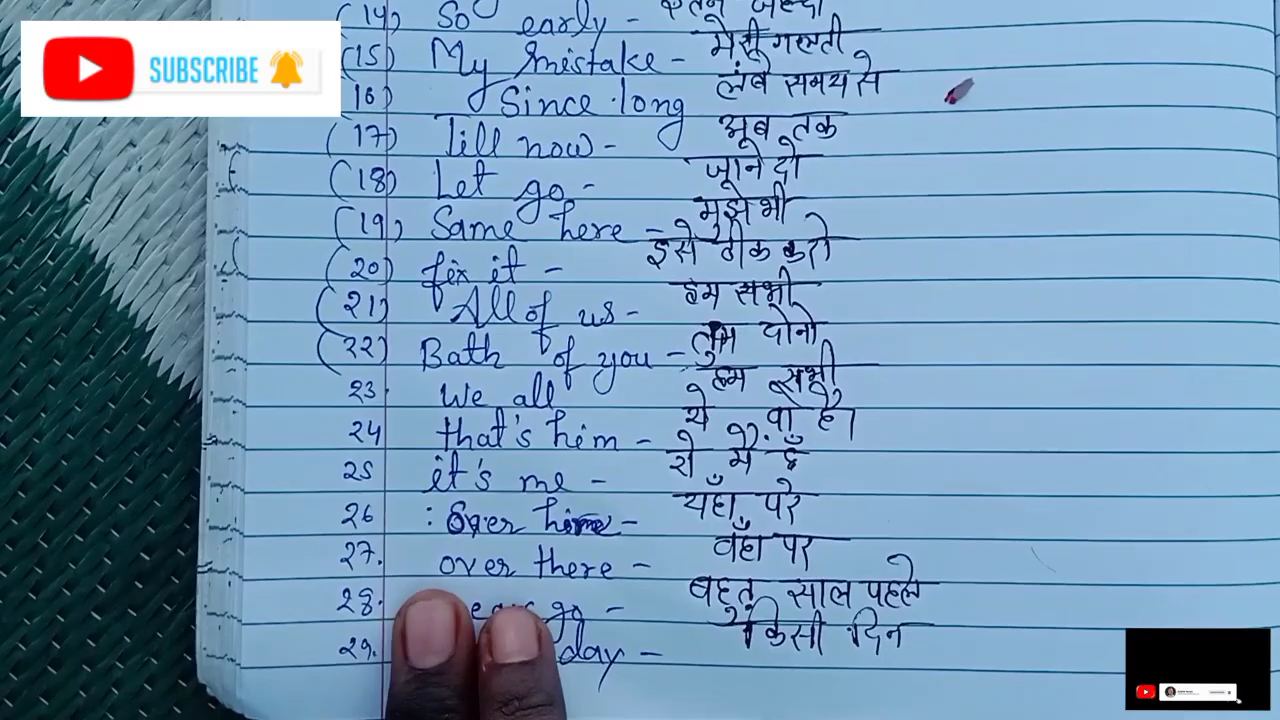 (14) So early - इतने जल्दी
SUBSCRIBE
(15) My mistake - मेरी गलती
16) Since long लंबे समय से
(17) Till now - अब तक
(18) Let go - जाने दो
(19) Same here - मुझे भी
(20) fix it - इसे ठीक करो
(21) All of us - हम सभी
(22) Bath of you - तुम दोनो
23. We all हम सभी
24 that's him - ये वो है।
25 it's me - में हूँ
26 : Over - यहाँ पर
27. over there - वहाँ पर
28. go - बहुत साल पहले
29. day - किसी दिन